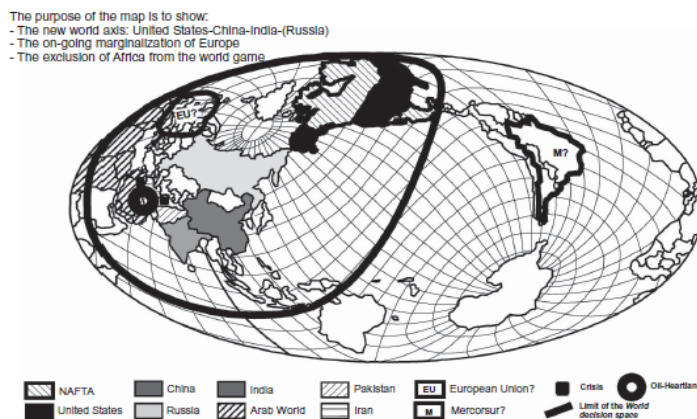 The purpose of the map is to show:
- The new world axis: United States-China-India-(Russia)
- The on-going marginalization of Europe
- The exclusion of Africa from the world game
EU?
M?
NAFTA
China
India
Pakistan
EU
European Union?
Crisis
Oil-Heartlan
United States
Russia
Arab World
Iran
M
Mercorsur?
Limit of the World
decision space